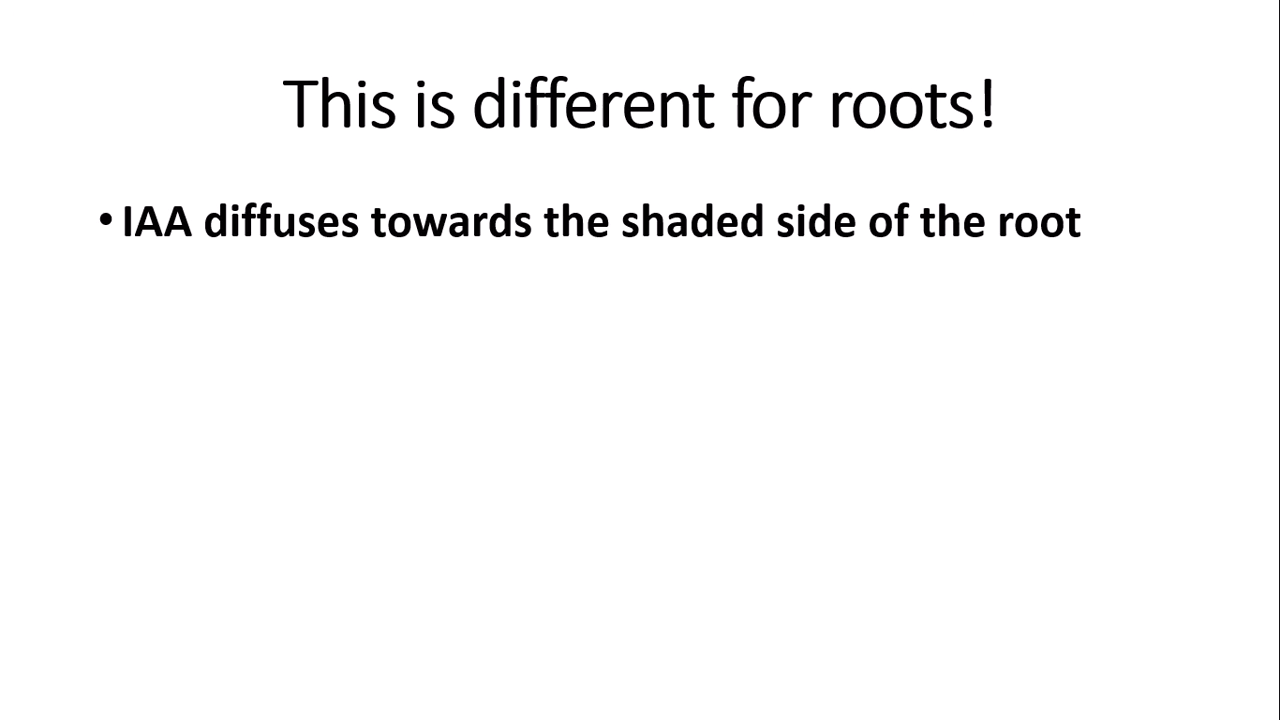 This is different for roots!
• IAA diffuses towards the shaded side of the root